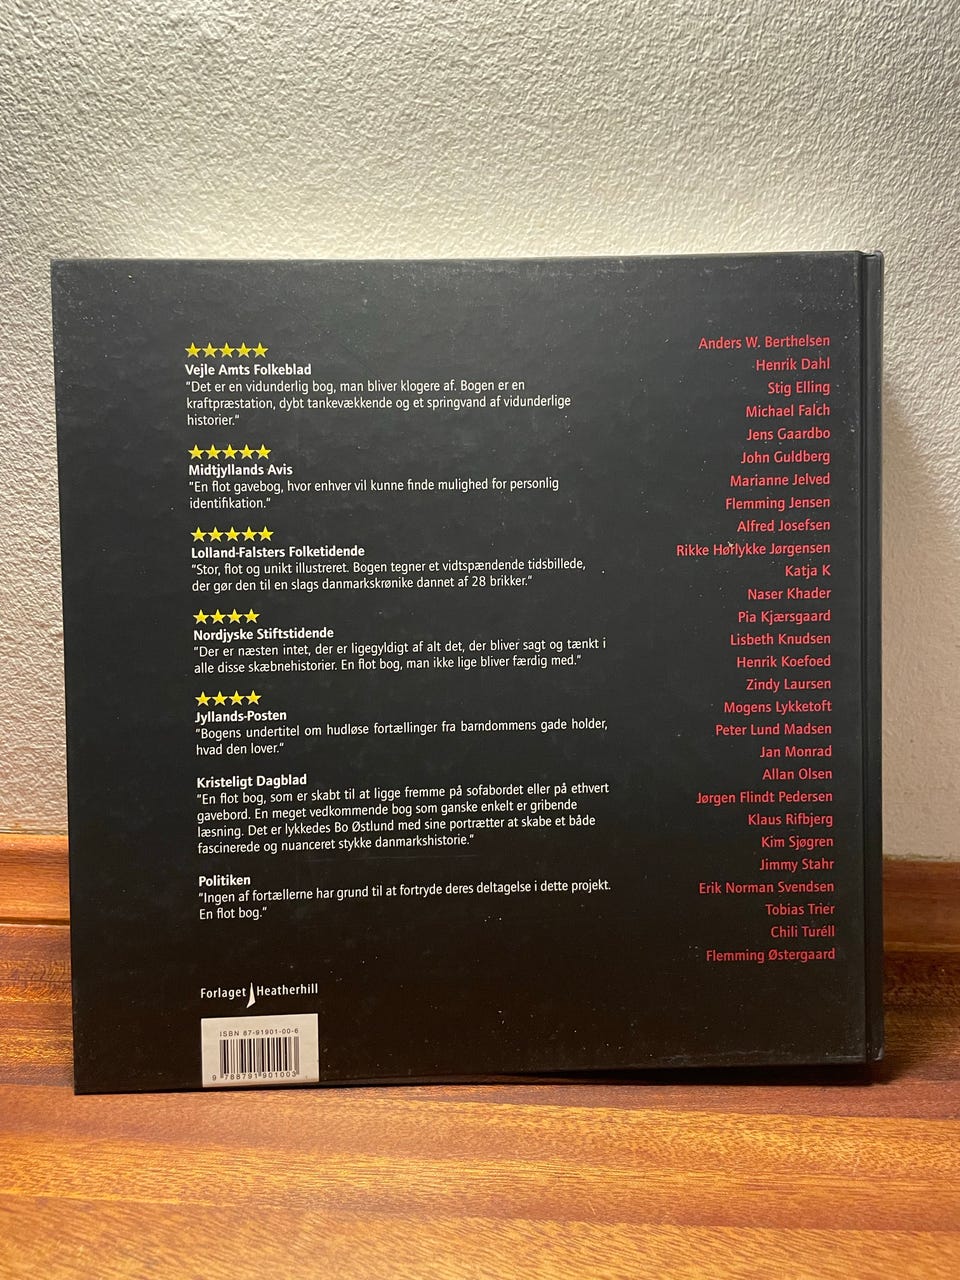 ★★★★★
Vejle Amts Folkeblad
"Det er en vidunderlig bog, man bliver klogere af. Bogen er en
kraftpræstation, dybt tankevækkende og et springvand af vidunderlige
historier."
★★★★★
Midtjyllands Avis
"En flot gavebog, hvor enhver vil kunne finde mulighed for personlig
identifikation."
★★★★★
Lolland-Falsters Folketidende
"Stor, flot og unikt illustreret. Bogen tegner et vidtspændende tidsbillede,
der gør den til en slags danmarkskrønike dannet af 28 brikker."
★★★★
Nordjyske Stiftstidende
"Der er næsten intet, der er ligegyldigt af alt det, der bliver sagt og tænkt i
alle disse skæbnehistorier. En flot bog, man ikke lige bliver færdig med."
★★★★
Jyllands-Posten
"Bogens undertitel om hudløse fortællinger fra barndommens gade holder,
hvad den lover."
Kristeligt Dagblad
"En flot bog, som er skabt til at ligge fremme på sofabordet eller på ethvert
gavebord. En meget vedkommende bog som ganske enkelt er gribende
læsning. Det er lykkedes Bo Østlund med sine portrætter at skabe et både
fascinerede og nuanceret stykke danmarkshistorie."
Politiken
"Ingen af fortællerne har grund til at fortryde deres deltagelse i dette projekt.
En flot bog."
Forlaget Heatherhill
ISBN 87-91901-00-6
9 788791 901003
Anders W. Berthelsen
Henrik Dahl
Stig Elling
Michael Falch
Jens Gaardbo
John Guldberg
Marianne Jelved
Flemming Jensen
Alfred Josefsen
Rikke Hørlykke Jørgensen
Katja K
Naser Khader
Pia Kjærsgaard
Lisbeth Knudsen
Henrik Koefoed
Zindy Laursen
Mogens Lykketoft
Peter Lund Madsen
Jan Monrad
Allan Olsen
Jørgen Flindt Pedersen
Klaus Rifbjerg
Kim Sjøgren
Jimmy Stahr
Erik Norman Svendsen
Tobias Trier
Chili Turéll
Flemming Østergaard